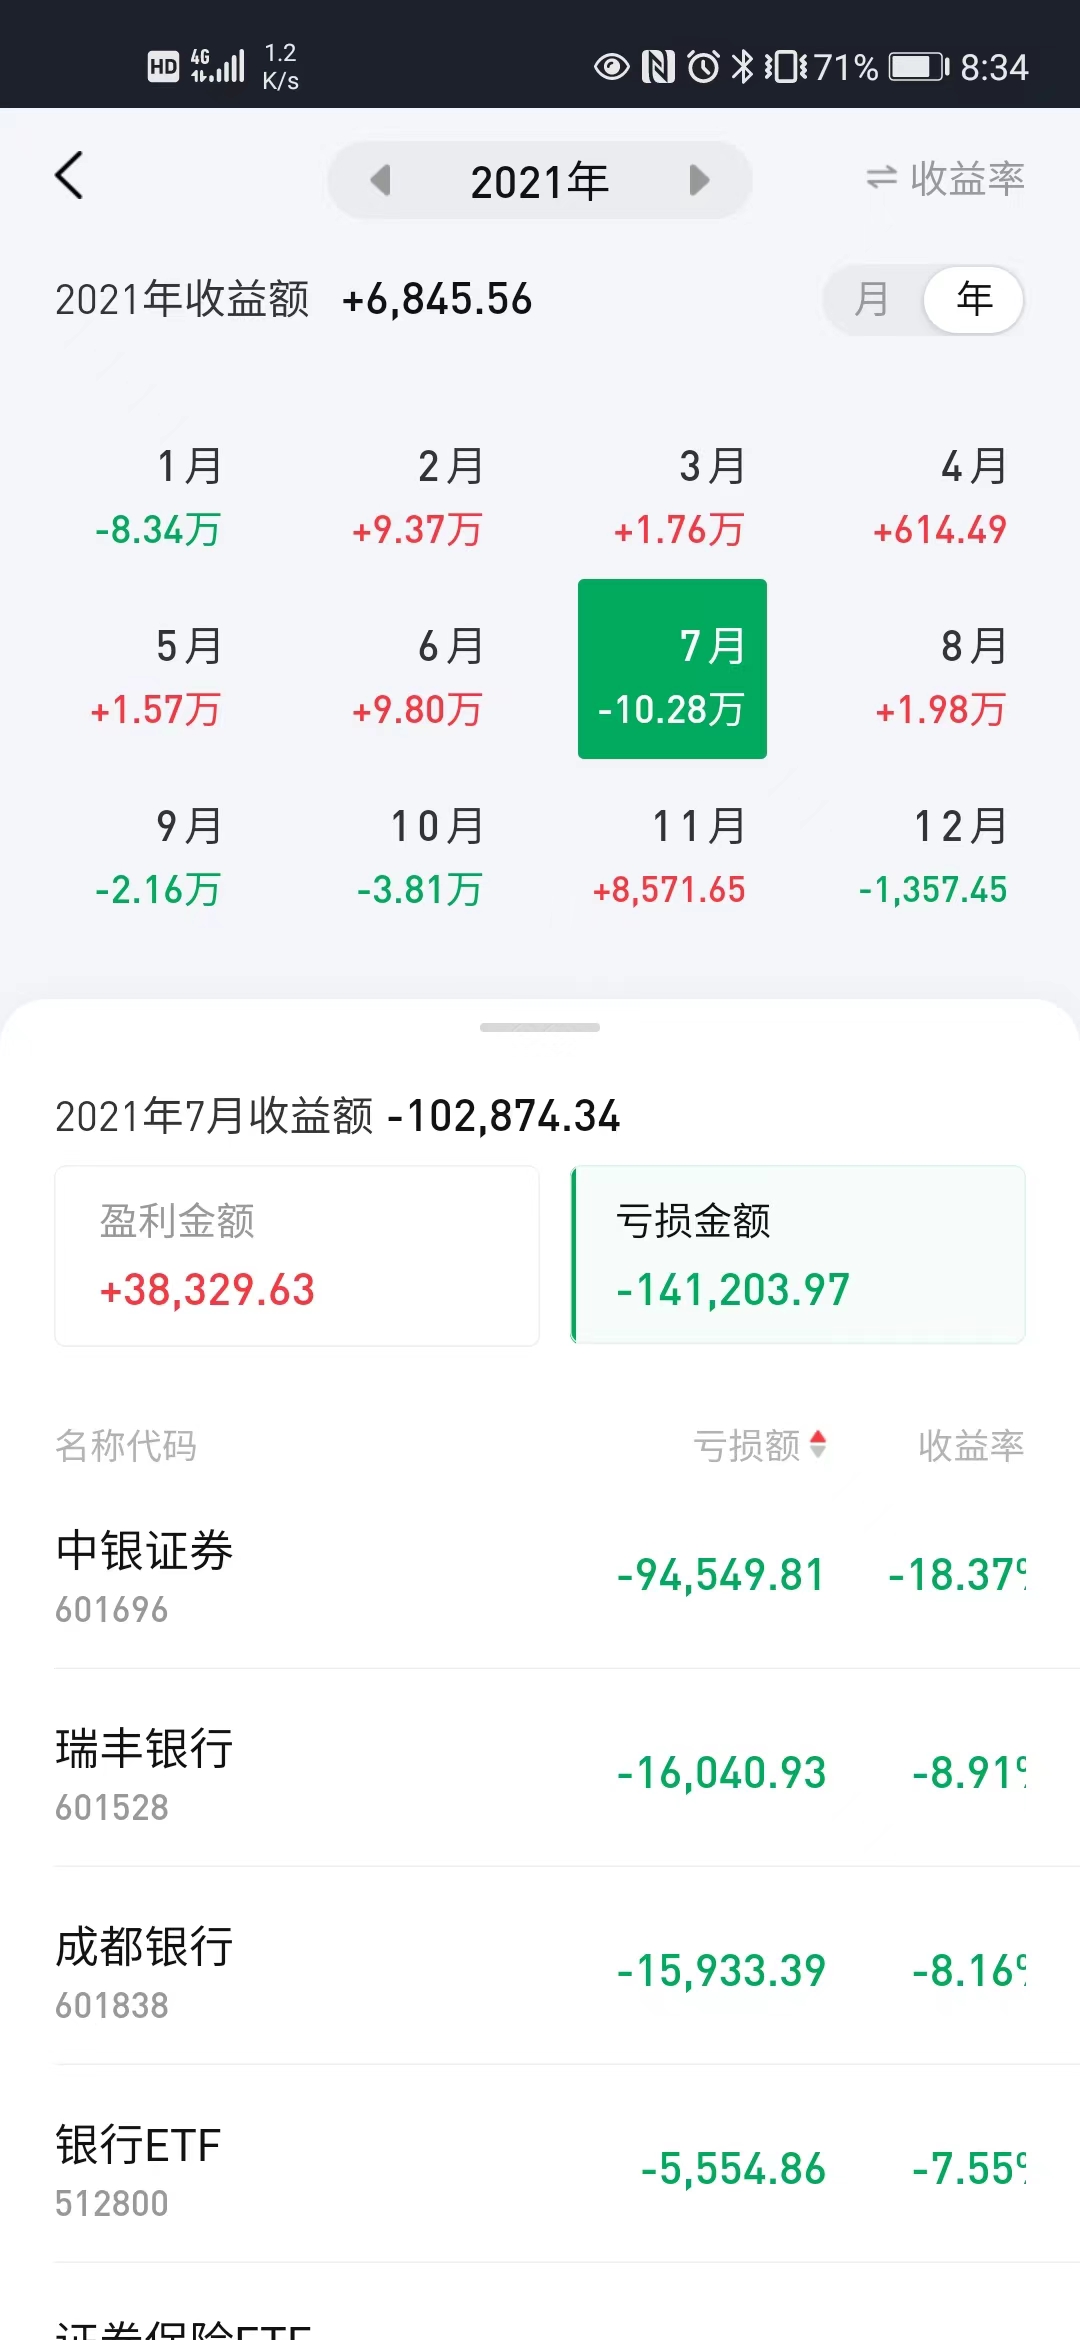 HD 4G 1.2 K/s 71% 8:34
2021年 收益率
2021年收益额 +6,845.56 月 年
1月 2月 3月 4月
-8.34万 +9.37万 +1.76万 +614.49
5月 6月 7月 8月
+1.57万 +9.80万 -10.28万 +1.98万
9月 10月 11月 12月
-2.16万 -3.81万 +8,571.65 -1,357.45
2021年7月收益额 -102,874.34
盈利金额 亏损金额
+38,329.63 -141,203.97
名称代码 亏损额 收益率
中银证券 -94,549.81 -18.37%
601696
瑞丰银行 -16,040.93 -8.91%
601528
成都银行 -15,933.39 -8.16%
601838
银行ETF -5,554.86 -7.55%
512800
证券保险ETF